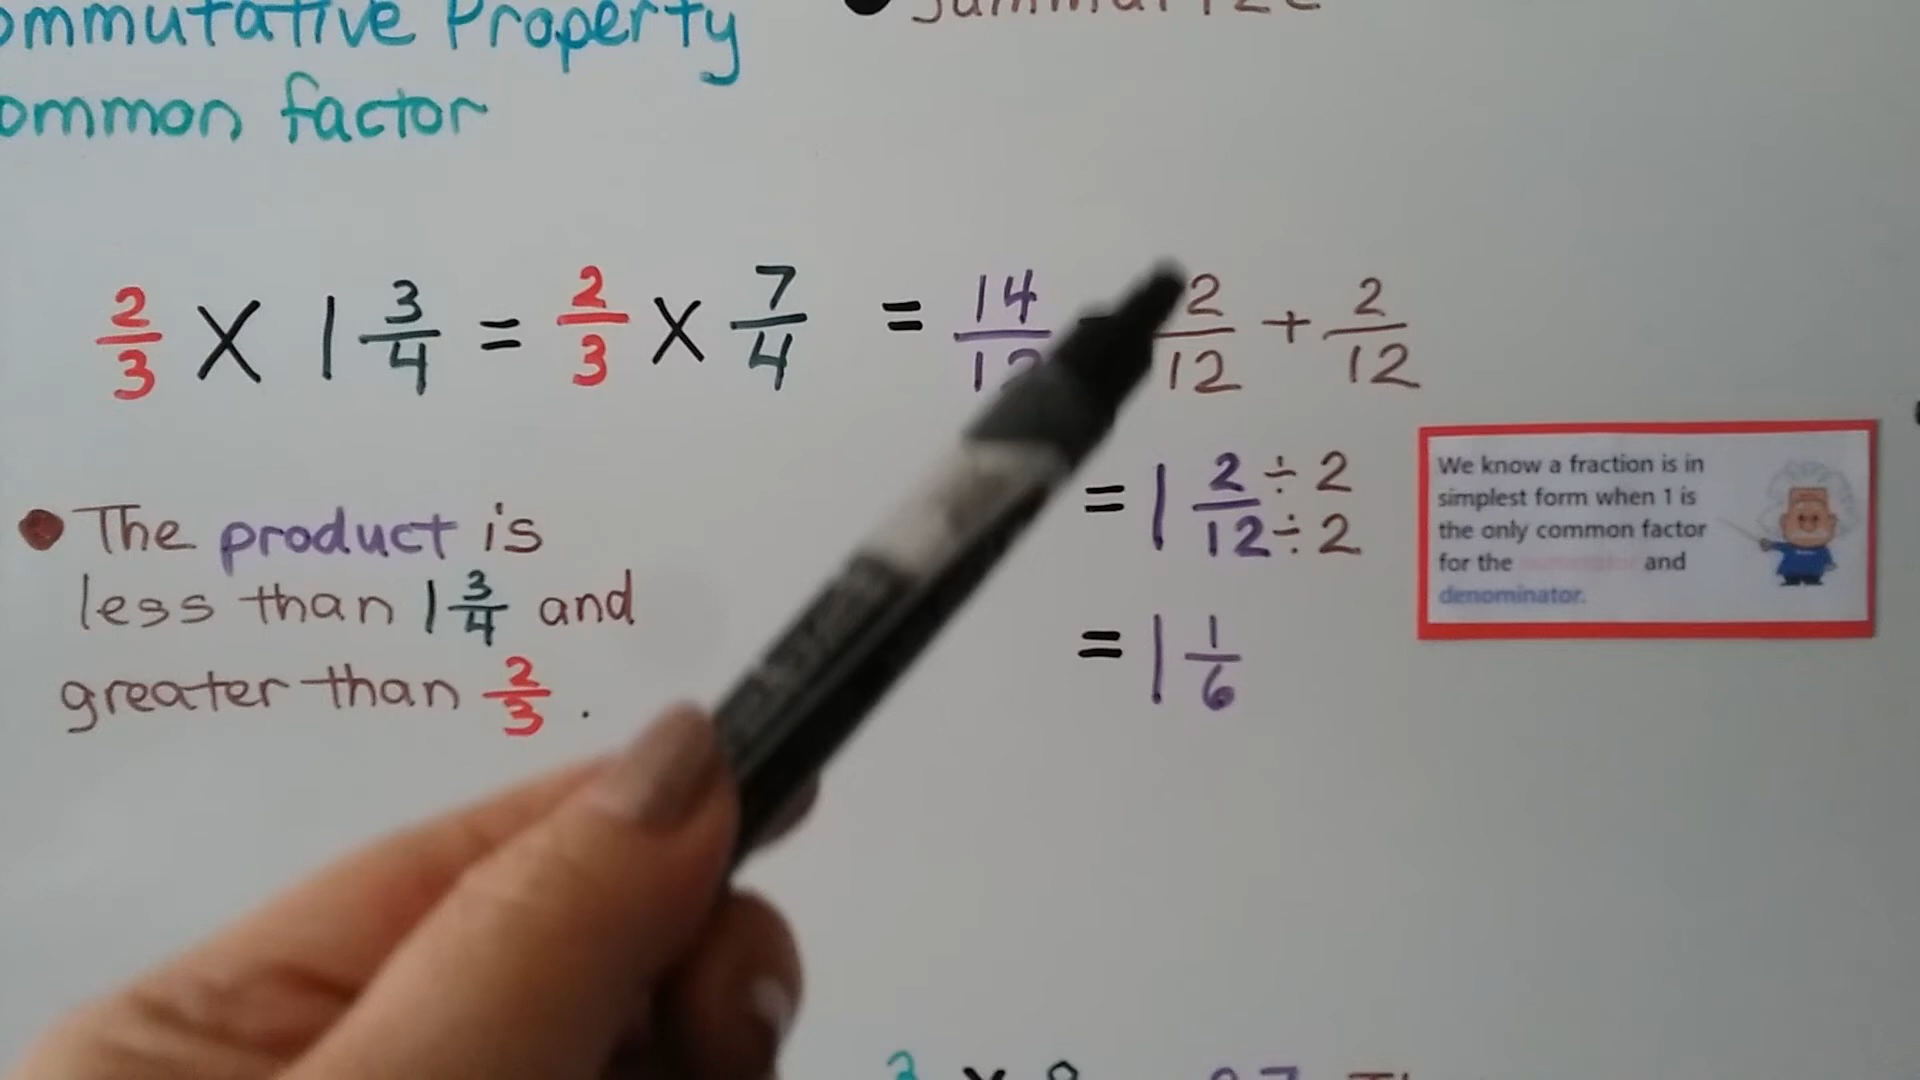 ommutative Property
ommon factor
Summarize
2/3 X 1 3/4 = 2/3 X 7/4 = 14/12 2/12 + 2/12
= 1 2÷2/12÷2
= 1 1/6
• The product is
less than 1 3/4 and
greater than 2/3.
We know a fraction is in
simplest form when 1 is
the only common factor
for the numerator and
denominator.